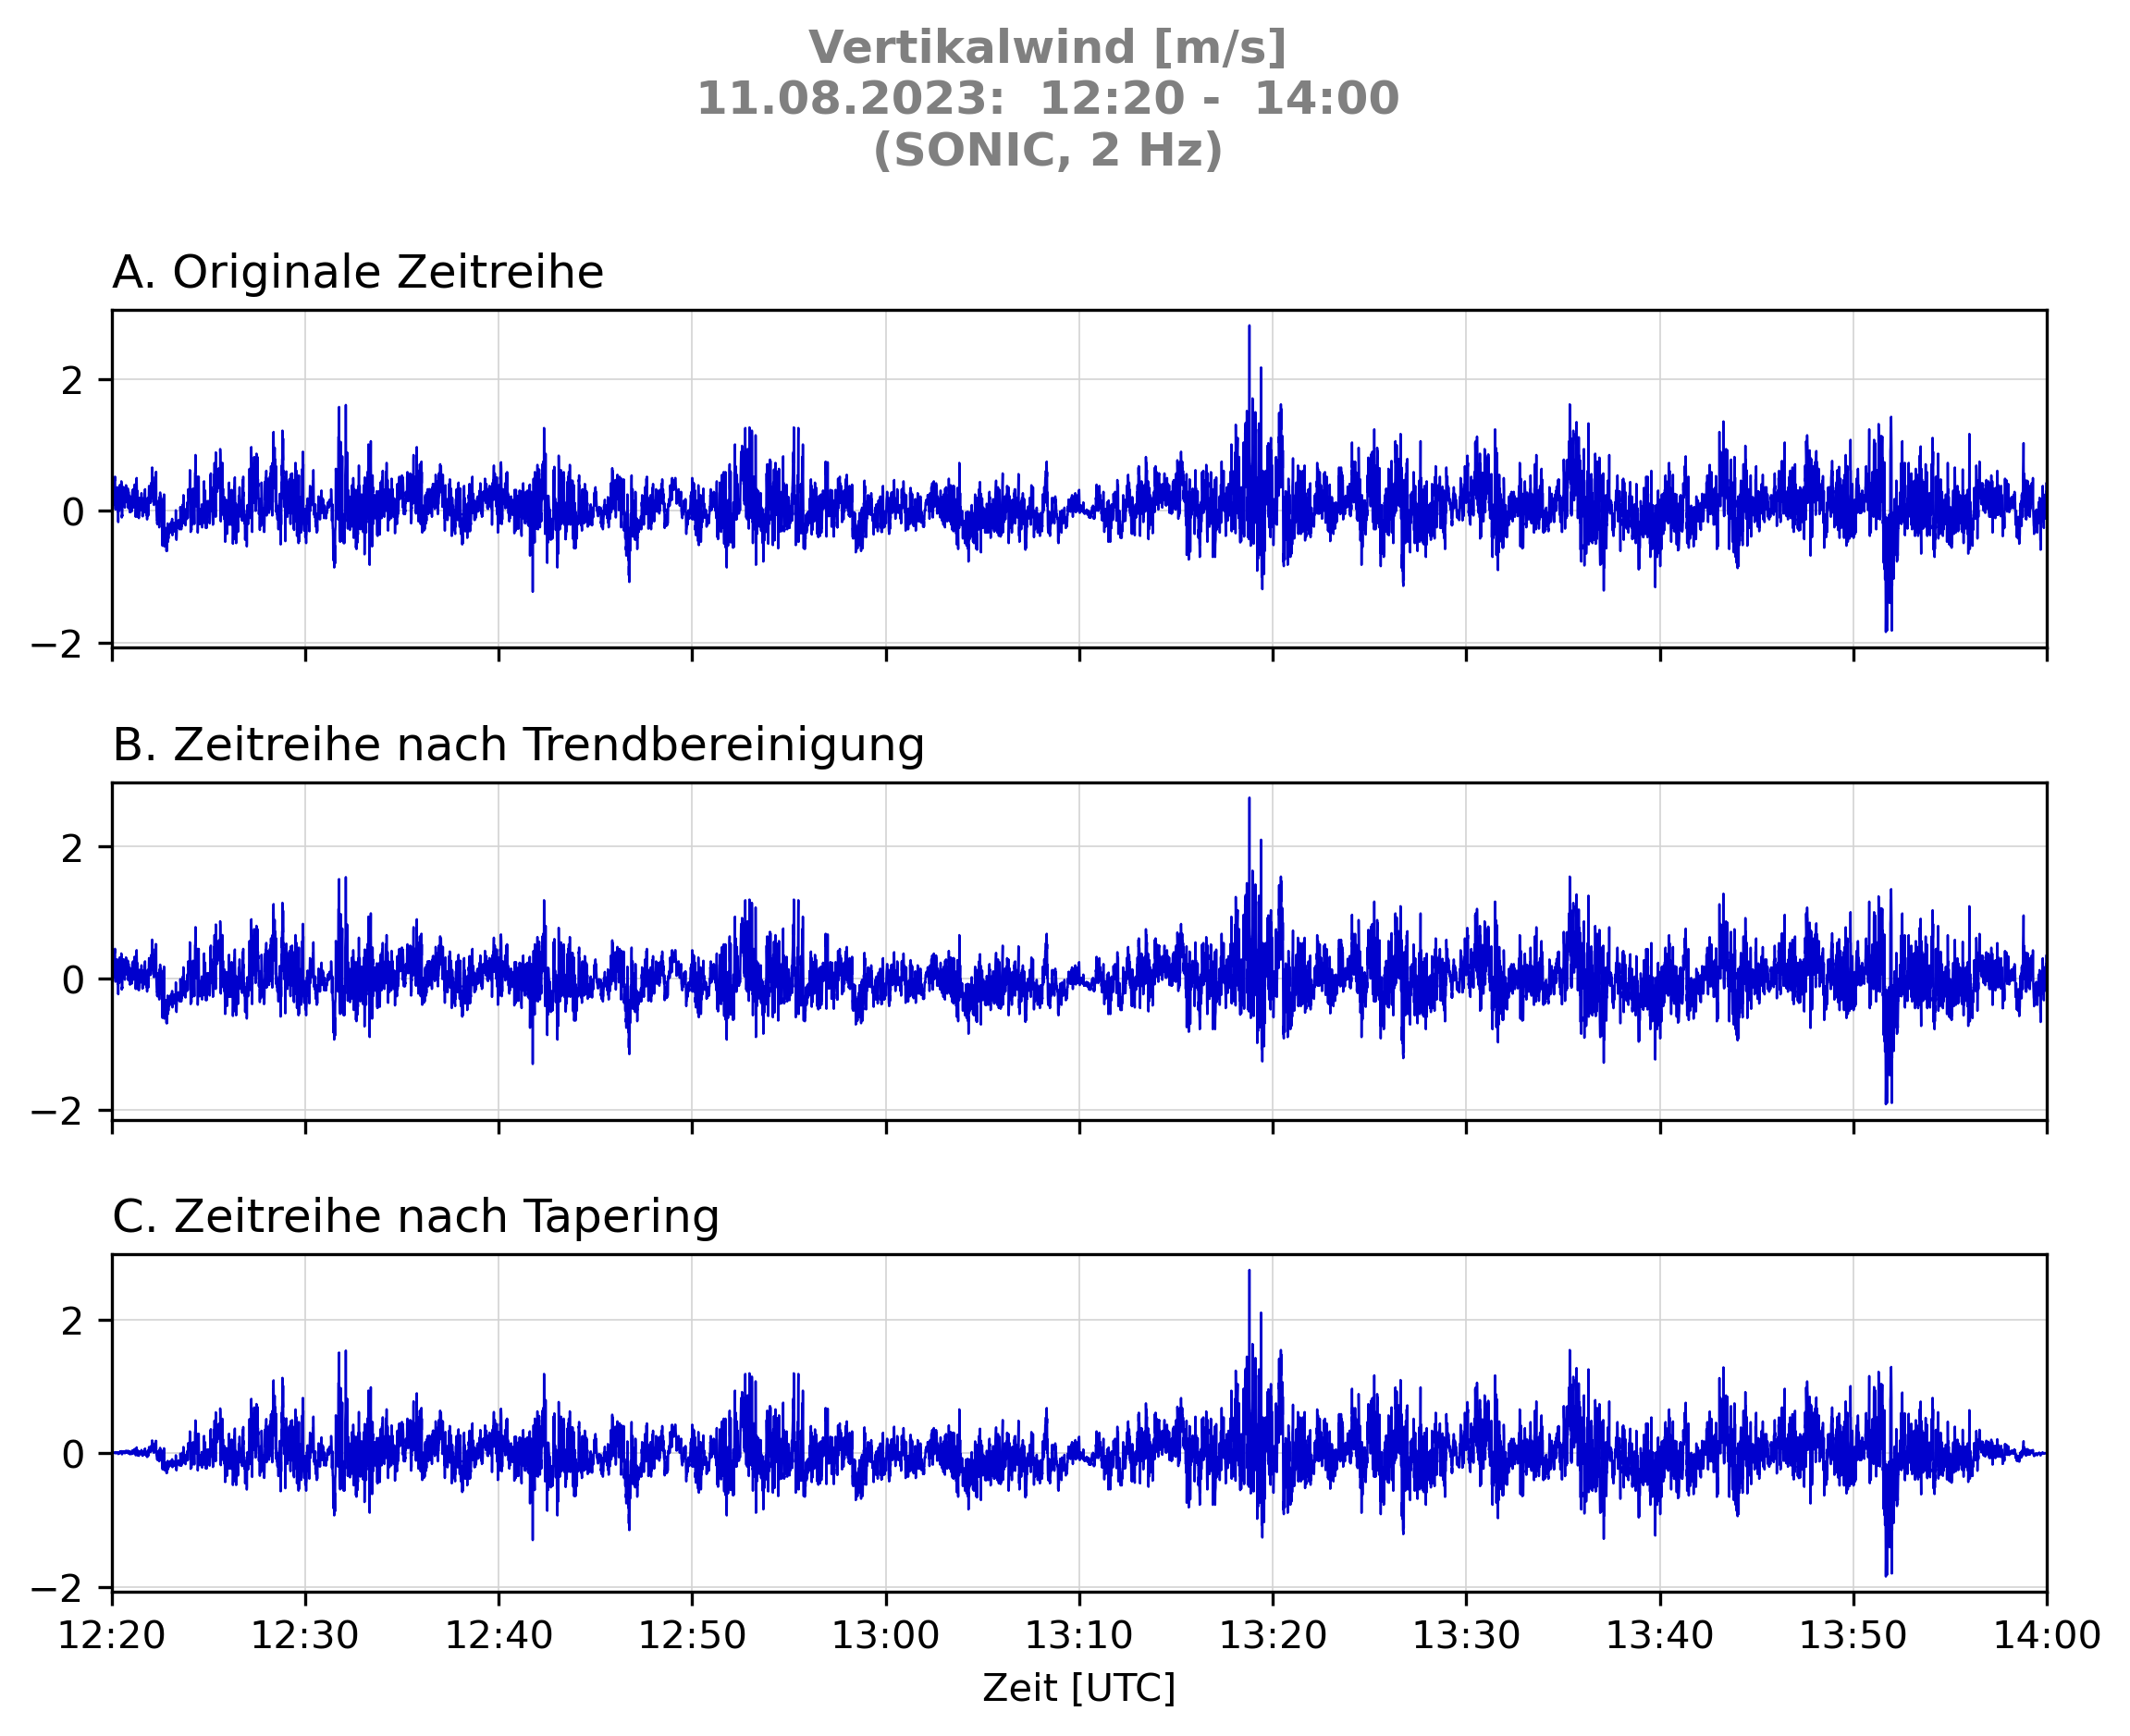 Vertikalwind [m/s]
11.08.2023:  12:20 -  14:00
(SONIC, 2 Hz)
A. Originale Zeitreihe
2
0
−2
B. Zeitreihe nach Trendbereinigung
2
0
−2
C. Zeitreihe nach Tapering
2
0
−2
12:20 12:30 12:40 12:50 13:00 13:10 13:20 13:30 13:40 13:50 14:00
Zeit [UTC]